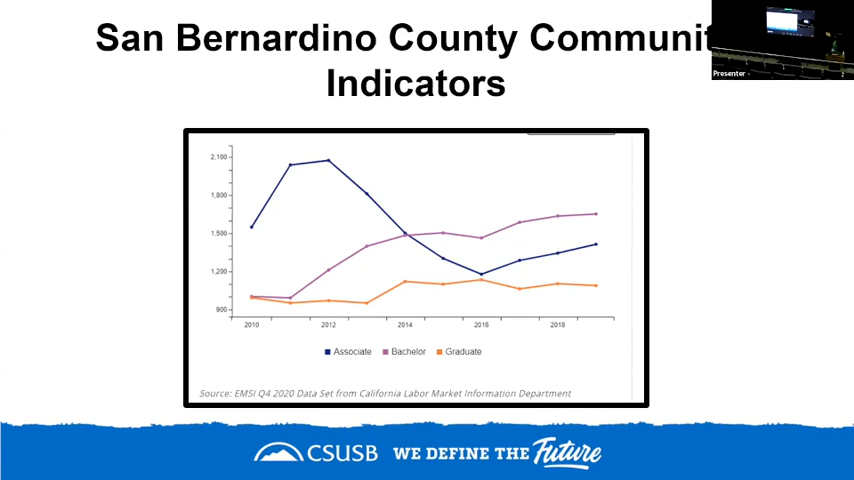 San Bernardino County Communit
Indicators
Presenter
2,100
1,800
1,500
1,200
900
2010
2012
2014
2016
2018
Associate
Bachelor
Graduate
Source: EMSI Q4 2020 Data Set from California Labor Market Information Department
CSUSB WE DEFINE THE Future